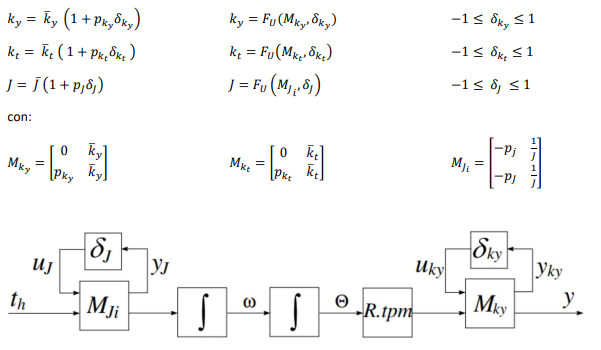 k_y = k̄_y (1 + p_{k_y} δ_{k_y}) k_y = F_U(M_{k_y}, δ_{k_y}) −1 ≤ δ_{k_y} ≤ 1
k_t = k̄_t (1 + p_{k_t} δ_{k_t}) k_t = F_U(M_{k_t}, δ_{k_t}) −1 ≤ δ_{k_t} ≤ 1
J = J̄ (1 + p_J δ_J) J = F_U (M_{J_i}, δ_J) −1 ≤ δ_J ≤ 1
con:
M_{k_y} = [0 k̄_y; p_{k_y} k̄_y] M_{k_t} = [0 k̄_t; p_{k_t} k̄_t] M_{J_i} = [−p_J 1/J̄; −p_J 1/J̄]
δ_J δ_{ky}
u_J y_J u_{ky} y_{ky}
t_h M_{Ji} ∫ ω ∫ Θ R.tpm M_{ky} y